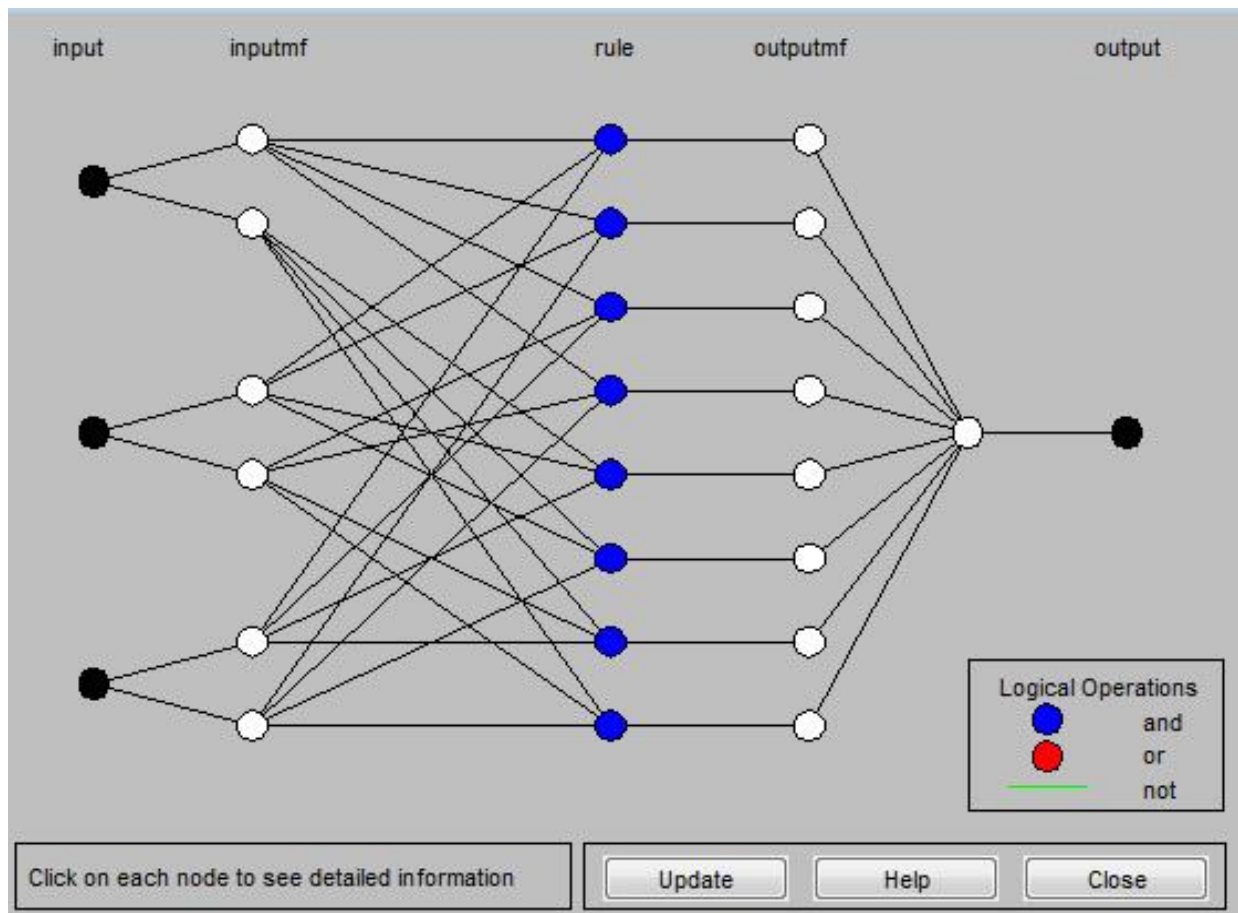 input inputmf rule outputmf output
Logical Operations
and
or
not
Click on each node to see detailed information
Update Help Close